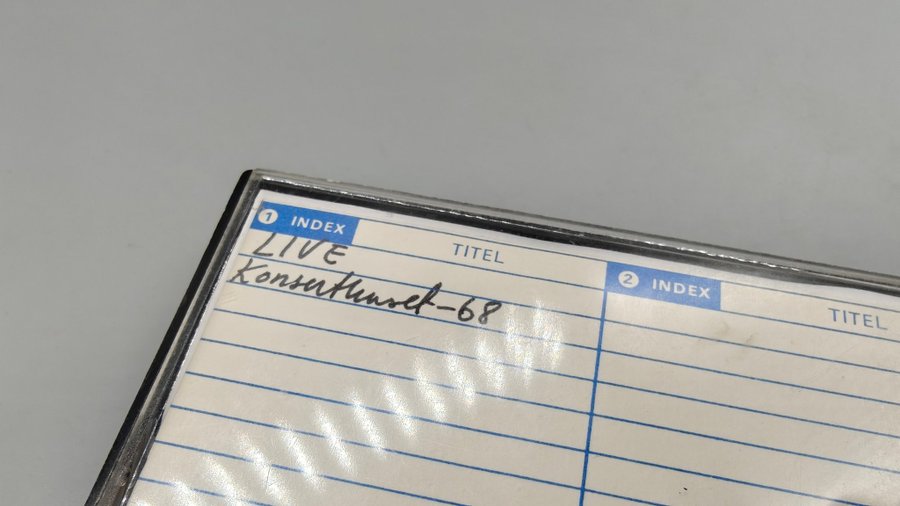 1 INDEX TITEL
LIVE
Konserthuset-68
2 INDEX TITEL